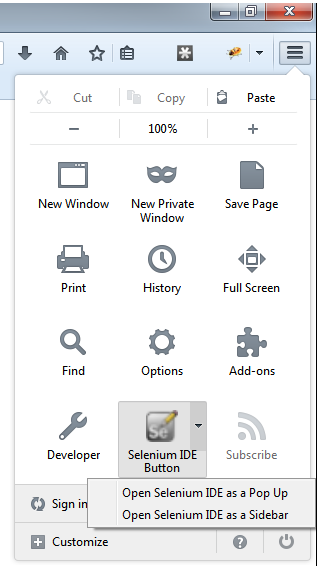 Cut Copy Paste
100%
New Window
New Private
Window
Save Page
Print History Full Screen
Find Options Add-ons
Developer
Se
Selenium IDE
Button
Subscribe
Open Selenium IDE as a Pop Up
Sign in
Open Selenium IDE as a Sidebar
Customize